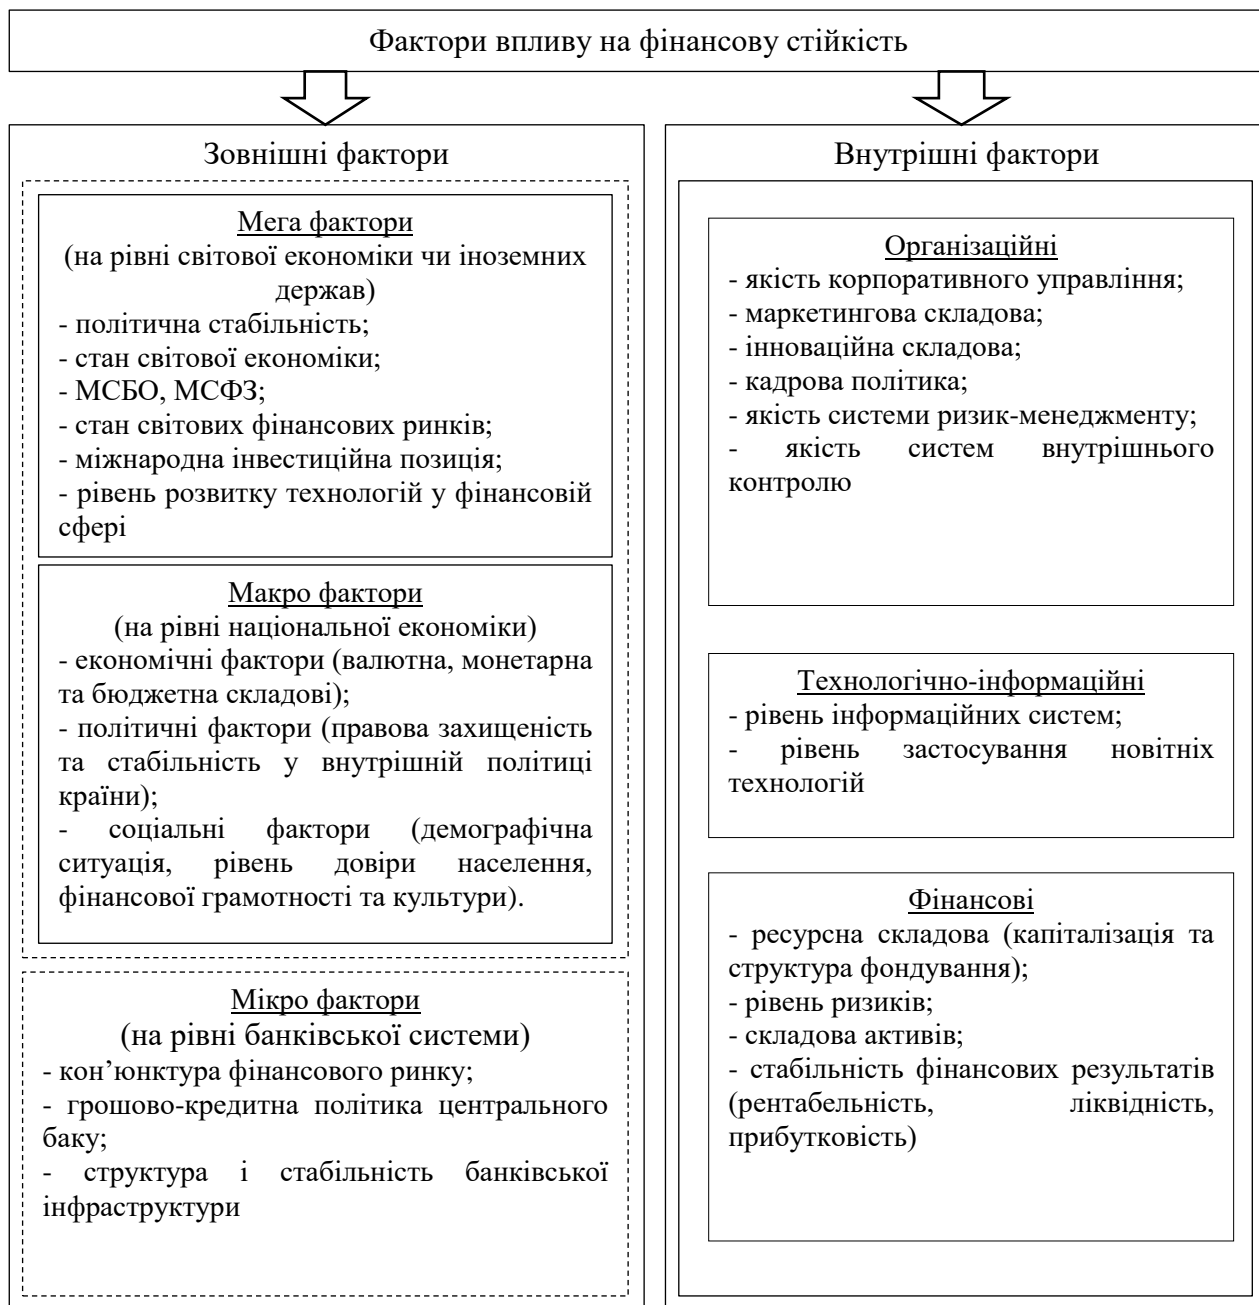 Фактори впливу на фінансову стійкість
Зовнішні фактори
Мега фактори
(на рівні світової економіки чи іноземних
держав)
- політична стабільність;
- стан світової економіки;
- МСБО, МСФЗ;
- стан світових фінансових ринків;
- міжнародна інвестиційна позиція;
- рівень розвитку технологій у фінансовій
сфері
Макро фактори
(на рівні національної економіки)
- економічні фактори (валютна, монетарна
та бюджетна складові);
- політичні фактори (правова захищеність
та стабільність у внутрішній політиці
країни);
- соціальні фактори (демографічна
ситуація, рівень довіри населення,
фінансової грамотності та культури).
Мікро фактори
(на рівні банківської системи)
- кон’юнктура фінансового ринку;
- грошово-кредитна політика центрального
баку;
- структура і стабільність банківської
інфраструктури
Внутрішні фактори
Організаційні
- якість корпоративного управління;
- маркетингова складова;
- інноваційна складова;
- кадрова політика;
- якість системи ризик-менеджменту;
- якість систем внутрішнього
контролю
Технологічно-інформаційні
- рівень інформаційних систем;
- рівень застосування новітніх
технологій
Фінансові
- ресурсна складова (капіталізація та
структура фондування);
- рівень ризиків;
- складова активів;
- стабільність фінансових результатів
(рентабельність, ліквідність,
прибутковість)